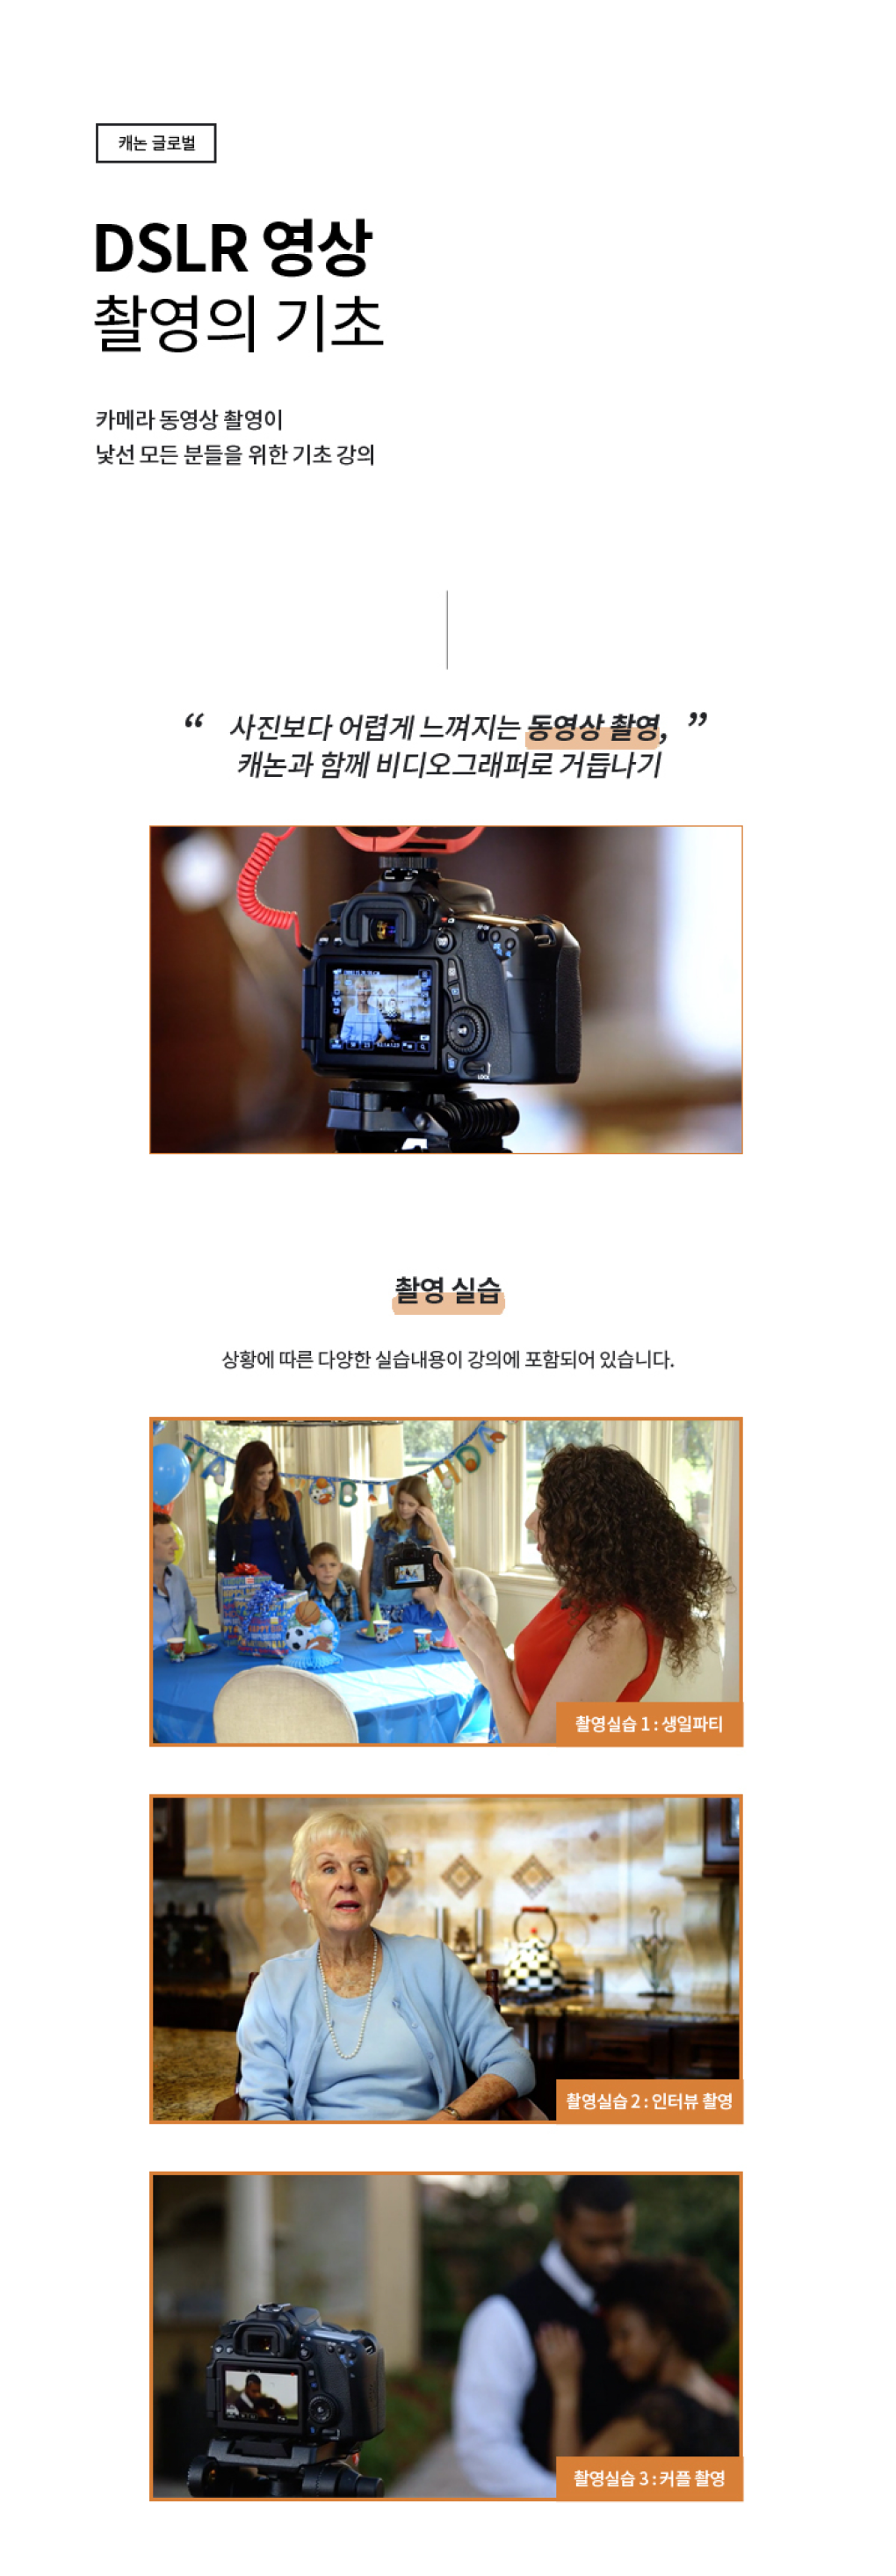 캐논 글로벌
DSLR 영상
촬영의 기초
카메라 동영상 촬영이
낯선 모든 분들을 위한 기초 강의
“ 사진보다 어렵게 느껴지는 동영상 촬영, ”
캐논과 함께 비디오그래퍼로 거듭나기
LOCK
촬영 실습
상황에 따른 다양한 실습내용이 강의에 포함되어 있습니다.
촬영실습 1 : 생일파티
촬영실습 2 : 인터뷰 촬영
촬영실습 3 : 커플 촬영